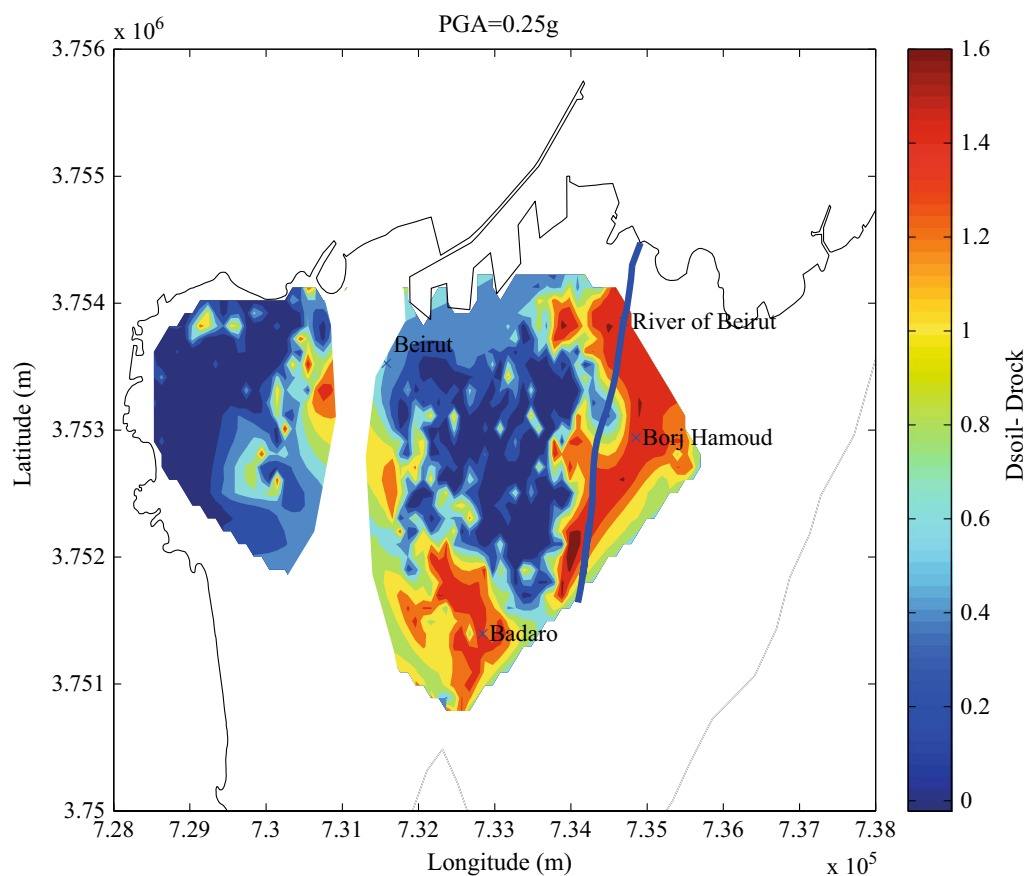 PGA=0.25g
x 10^6
3.756
3.755
3.754
3.753
3.752
3.751
3.75
Latitude (m)
River of Beirut
Beirut
Borj Hamoud
Badaro
7.28 7.29 7.3 7.31 7.32 7.33 7.34 7.35 7.36 7.37 7.38
Longitude (m)
x 10^5
1.6
1.4
1.2
1
0.8
0.6
0.4
0.2
0
Dsoil- Drock